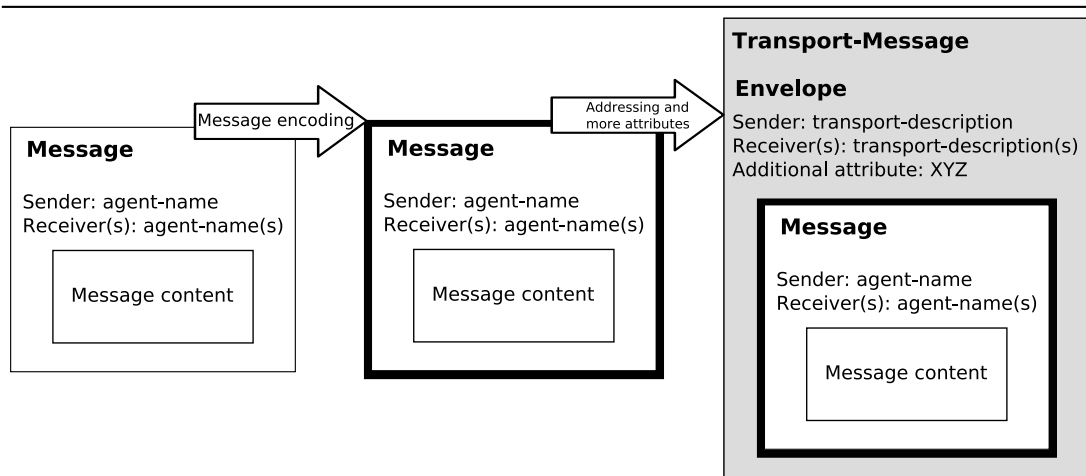 Message
Sender: agent-name
Receiver(s): agent-name(s)
Message content
Message encoding
Message
Sender: agent-name
Receiver(s): agent-name(s)
Message content
Addressing and
more attributes
Transport-Message
Envelope
Sender: transport-description
Receiver(s): transport-description(s)
Additional attribute: XYZ
Message
Sender: agent-name
Receiver(s): agent-name(s)
Message content